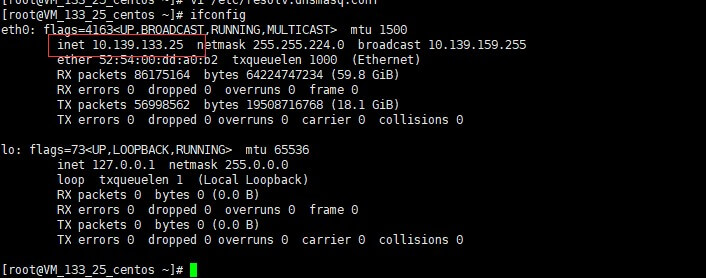 [root@VM_133_25_centos ~]# vi /etc/resolv.dnsmasq.conf
[root@VM_133_25_centos ~]# ifconfig
eth0: flags=4163<UP,BROADCAST,RUNNING,MULTICAST>  mtu 1500
inet 10.139.133.25  netmask 255.255.224.0  broadcast 10.139.159.255
ether 52:54:00:dd:a0:b2  txqueuelen 1000  (Ethernet)
RX packets 86175164  bytes 64224747234 (59.8 GiB)
RX errors 0  dropped 0  overruns 0  frame 0
TX packets 56998562  bytes 19508716768 (18.1 GiB)
TX errors 0  dropped 0 overruns 0  carrier 0  collisions 0
lo: flags=73<UP,LOOPBACK,RUNNING>  mtu 65536
inet 127.0.0.1  netmask 255.0.0.0
loop  txqueuelen 1  (Local Loopback)
RX packets 0  bytes 0 (0.0 B)
RX errors 0  dropped 0  overruns 0  frame 0
TX packets 0  bytes 0 (0.0 B)
TX errors 0  dropped 0 overruns 0  carrier 0  collisions 0
[root@VM_133_25_centos ~]#